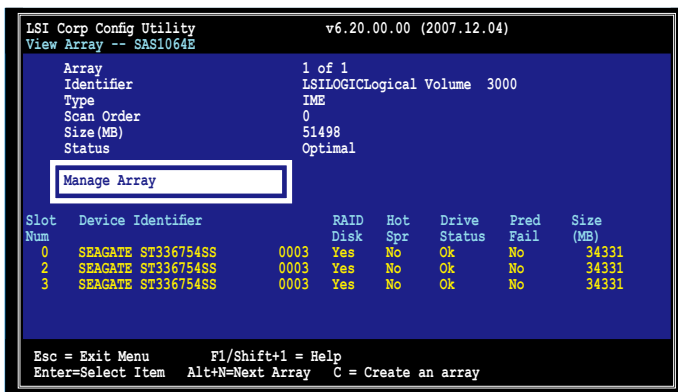 LSI Corp Config Utility v6.20.00.00 (2007.12.04)
View Array -- SAS1064E
Array 1 of 1
Identifier LSILOGICLogical Volume 3000
Type IME
Scan Order 0
Size(MB) 51498
Status Optimal
Manage Array
Slot Device Identifier RAID Hot Drive Pred Size
Num Disk Spr Status Fail (MB)
0 SEAGATE ST336754SS 0003 Yes No Ok No 34331
2 SEAGATE ST336754SS 0003 Yes No Ok No 34331
3 SEAGATE ST336754SS 0003 Yes No Ok No 34331
Esc = Exit Menu F1/Shift+1 = Help
Enter=Select Item Alt+N=Next Array C = Create an array